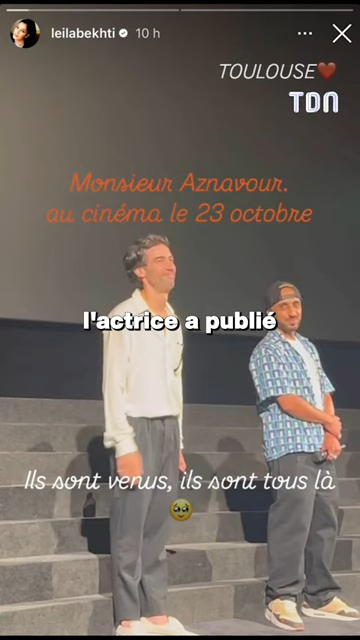 leilabekhti 10 h
TOULOUSE❤️
TDN
Monsieur Aznavour.
au cinéma le 23 octobre
l'actrice a publié
Ils sont venus, ils sont tous là
🥹